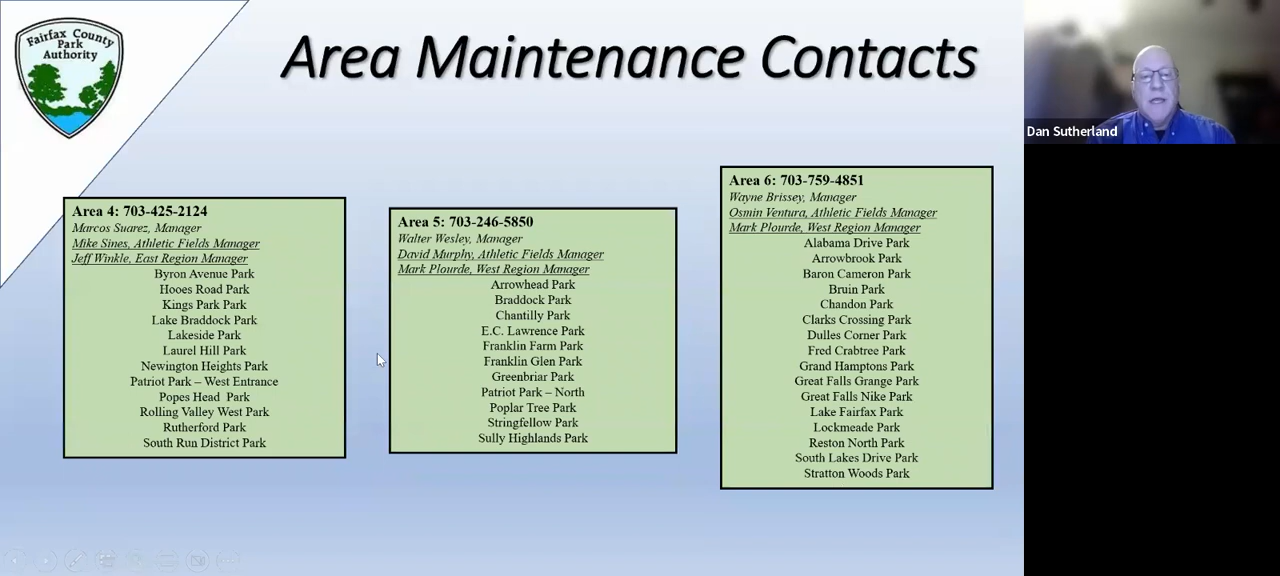 Fairfax County
Park
Authority
Area Maintenance Contacts
Dan Sutherland
Area 4: 703-425-2124
Marcos Suarez, Manager
Mike Sines, Athletic Fields Manager
Jeff Winkle, East Region Manager
Byron Avenue Park
Hooes Road Park
Kings Park Park
Lake Braddock Park
Lakeside Park
Laurel Hill Park
Newington Heights Park
Patriot Park – West Entrance
Popes Head  Park
Rolling Valley West Park
Rutherford Park
South Run District Park
Area 5: 703-246-5850
Walter Wesley, Manager
David Murphy, Athletic Fields Manager
Mark Plourde, West Region Manager
Arrowhead Park
Braddock Park
Chantilly Park
E.C. Lawrence Park
Franklin Farm Park
Franklin Glen Park
Greenbriar Park
Patriot Park – North
Poplar Tree Park
Stringfellow Park
Sully Highlands Park
Area 6: 703-759-4851
Wayne Brissey, Manager
Osmin Ventura, Athletic Fields Manager
Mark Plourde, West Region Manager
Alabama Drive Park
Arrowbrook Park
Baron Cameron Park
Bruin Park
Chandon Park
Clarks Crossing Park
Dulles Corner Park
Fred Crabtree Park
Grand Hamptons Park
Great Falls Grange Park
Great Falls Nike Park
Lake Fairfax Park
Lockmeade Park
Reston North Park
South Lakes Drive Park
Stratton Woods Park